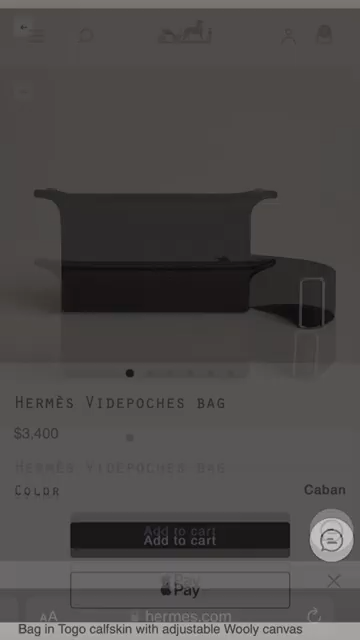 HERMÈS VIDEPOCHES BAG
$3,400
HERMÈS VIDEPOCHES BAG
COLOR
Caban
Add to cart
Add to cart
Pay
Pay
AA
hermes.com
Bag in Togo calfskin with adjustable Wooly canvas